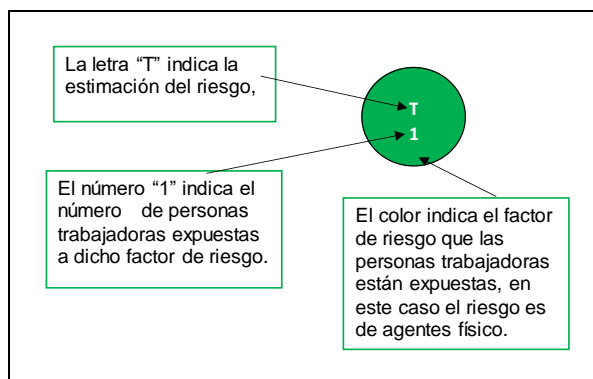 La letra “T” indica la
estimación del riesgo,
T
1
El número “1” indica el
número de personas
trabajadoras expuestas
a dicho factor de riesgo.
El color indica el factor
de riesgo que las
personas trabajadoras
están expuestas, en
este caso el riesgo es
de agentes físico.